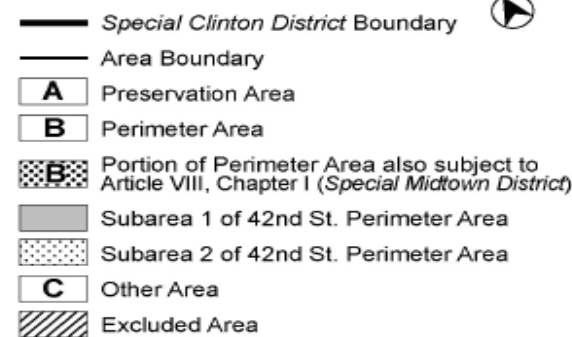 Special Clinton District Boundary
Area Boundary
A Preservation Area
B Perimeter Area
B Portion of Perimeter Area also subject to
Article VIII, Chapter I (Special Midtown District)
Subarea 1 of 42nd St. Perimeter Area
Subarea 2 of 42nd St. Perimeter Area
C Other Area
Excluded Area